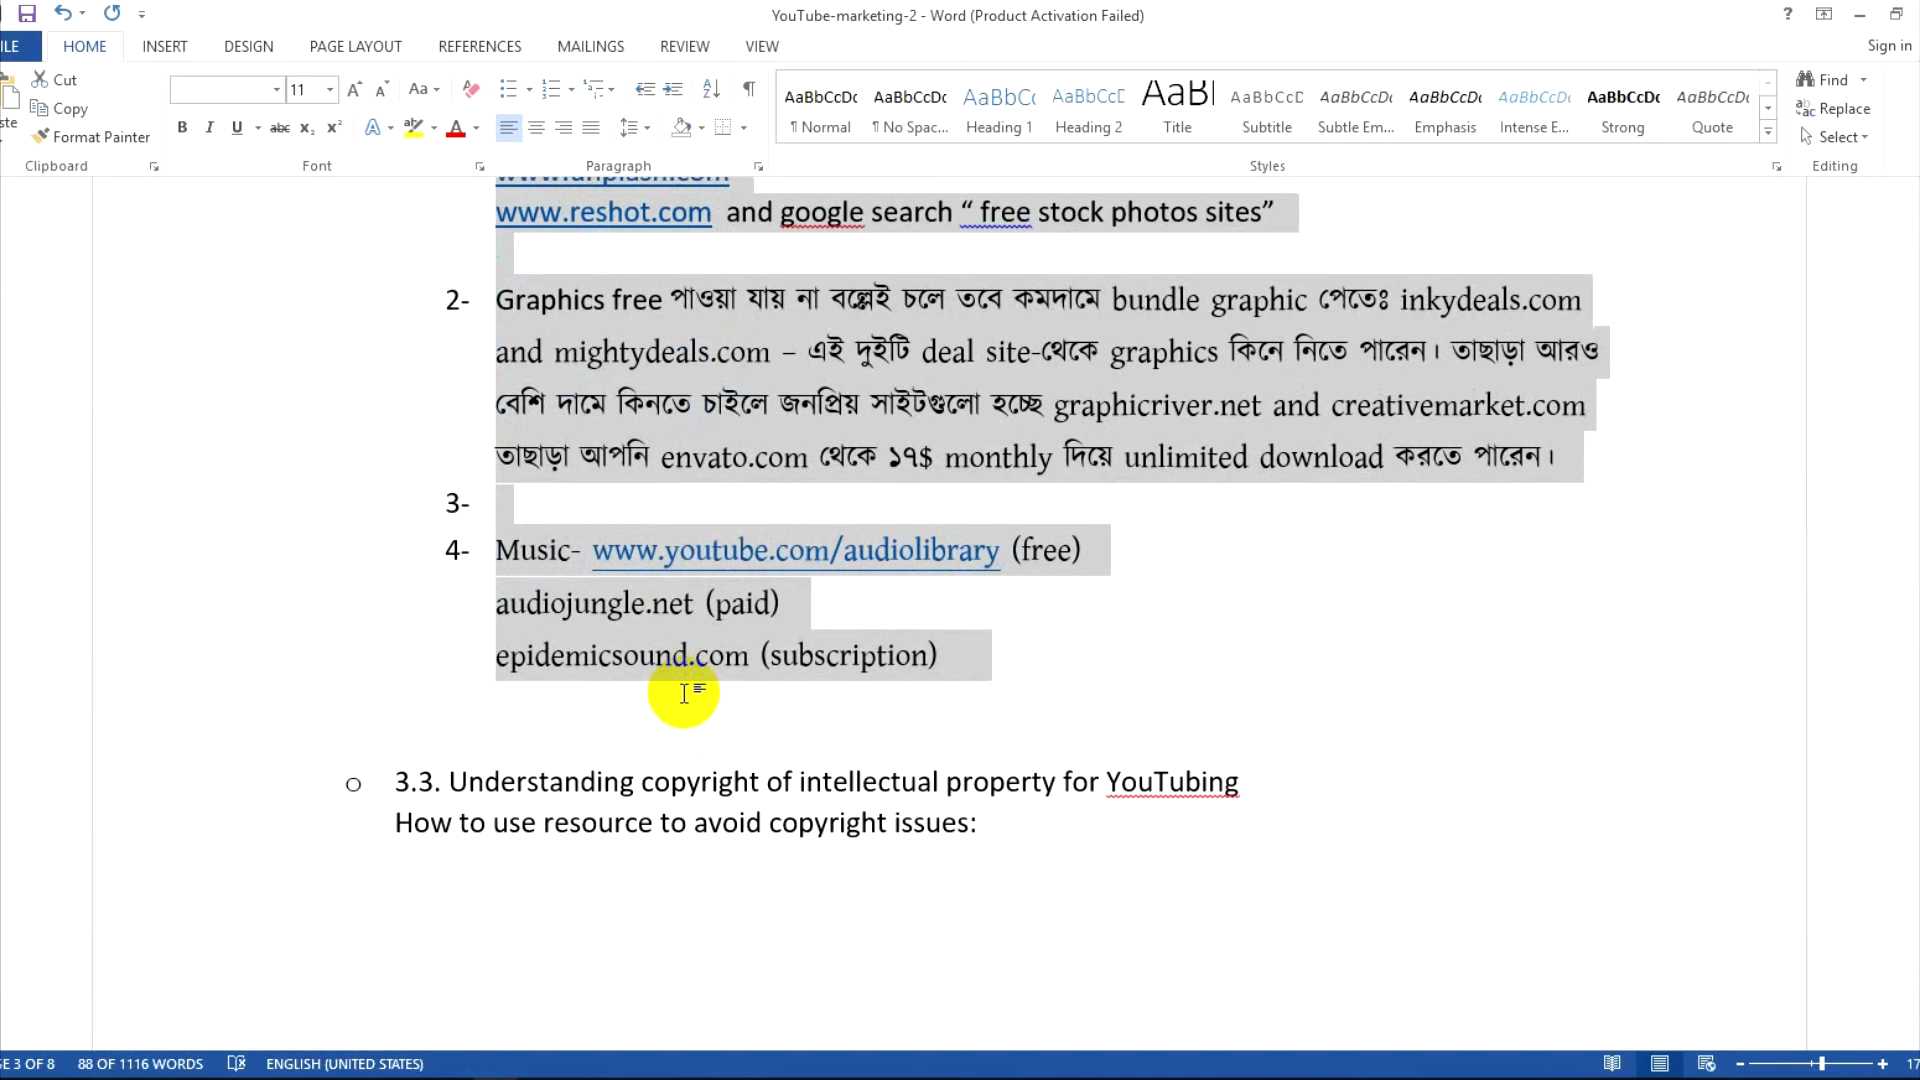 YouTube-marketing-2 - Word (Product Activation Failed)
HOME INSERT DESIGN PAGE LAYOUT REFERENCES MAILINGS REVIEW VIEW Sign in
Cut
Copy
Format Painter
11
Aa
AaBbCcDc AaBbCcDc AaBbCc AaBbCcD AaBl AaBbCcD AaBbCcDc AaBbCcDc AaBbCcDc AaBbCcDc AaBbCcDc
¶ Normal ¶ No Spac... Heading 1 Heading 2 Title Subtitle Subtle Em... Emphasis Intense E... Strong Quote
Find
Replace
Select
Clipboard Font Paragraph Styles Editing
www.reshot.com and google search “ free stock photos sites”
2- Graphics free পাওয়া যায় না বল্লেই চলে তবে কমদামে bundle graphic পেতেঃ inkydeals.com
and mightydeals.com – এই দুইটি deal site-থেকে graphics কিনে নিতে পারেন। তাছাড়া আরও
বেশি দামে কিনতে চাইলে জনপ্রিয় সাইটগুলো হচ্ছে graphicriver.net and creativemarket.com
তাছাড়া আপনি envato.com থেকে ১৭$ monthly দিয়ে unlimited download করতে পারেন।
3-
4- Music- www.youtube.com/audiolibrary (free)
audiojungle.net (paid)
epidemicsound.com (subscription)
o 3.3. Understanding copyright of intellectual property for YouTubing
How to use resource to avoid copyright issues:
3 OF 8 88 OF 1116 WORDS ENGLISH (UNITED STATES)